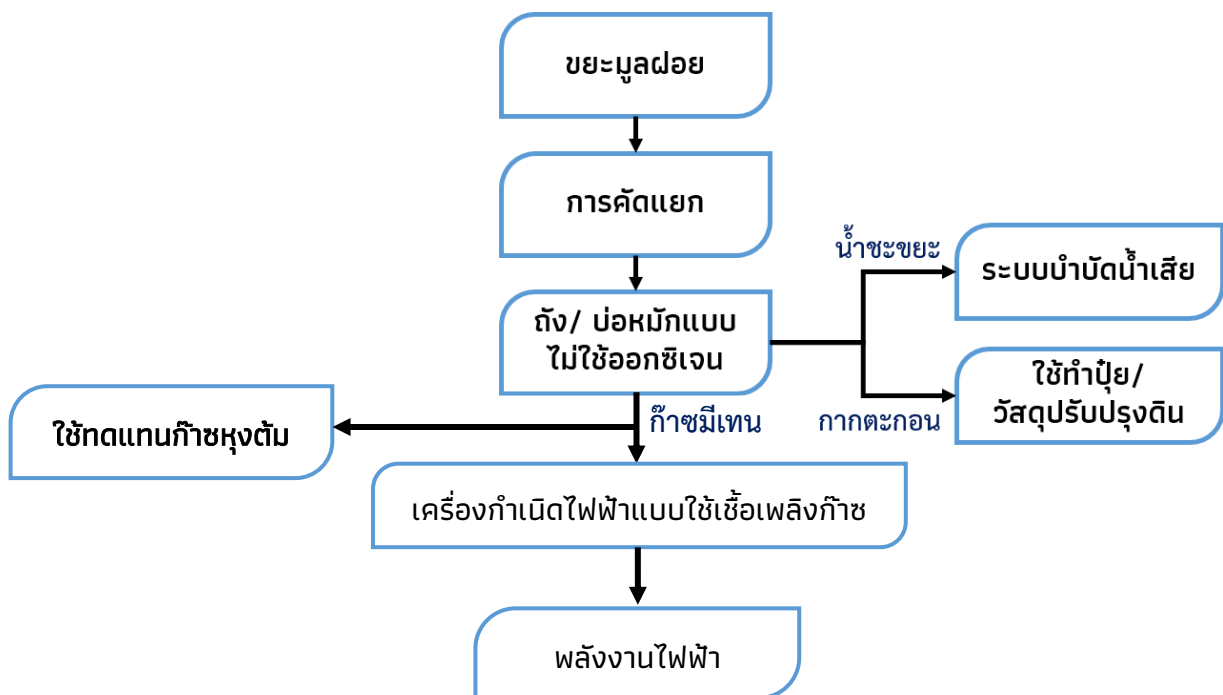 ขยะมูลฝอย
การคัดแยก
น้ำชะขยะ
ระบบบำบัดน้ำเสีย
ถัง/ บ่อหมักแบบ
ไม่ใช้ออกซิเจน
ใช้ทำปุ๋ย/
วัสดุปรับปรุงดิน
กากตะกอน
ก๊าซมีเทน
ใช้ทดแทนก๊าซหุงต้ม
เครื่องกำเนิดไฟฟ้าแบบใช้เชื้อเพลิงก๊าซ
พลังงานไฟฟ้า